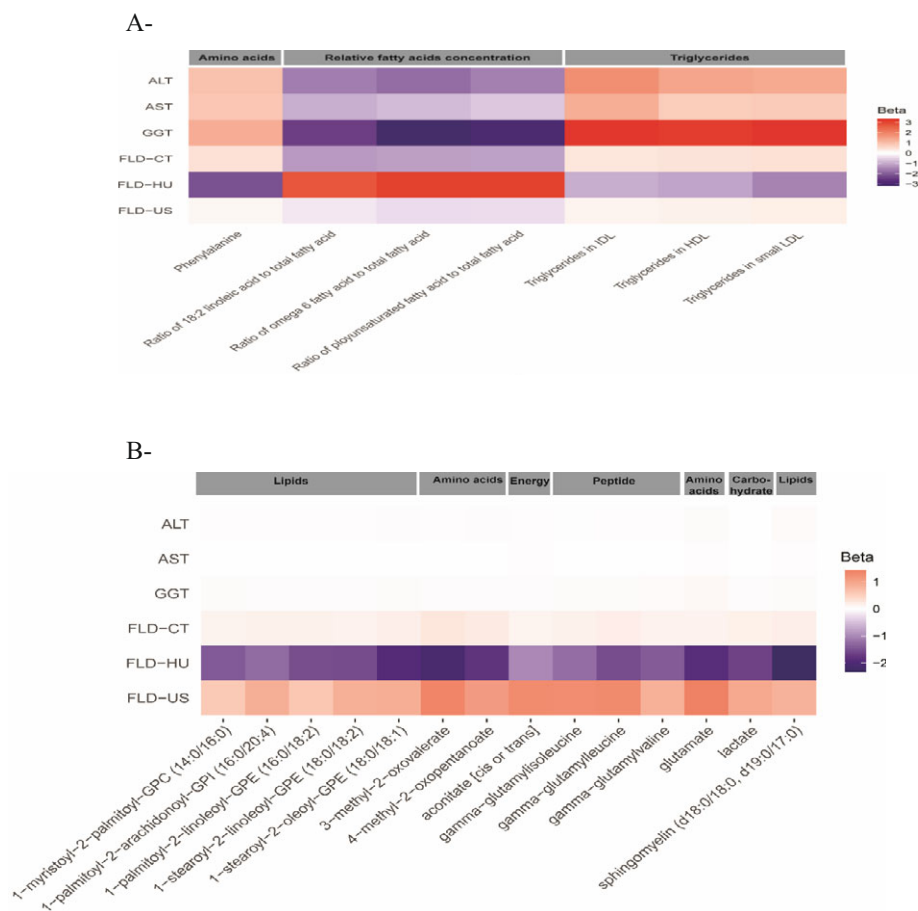 A-
Amino acids Relative fatty acids concentration Triglycerides
ALT
AST
GGT
FLD-CT
FLD-HU
FLD-US
Beta
3
2
1
0
-1
-2
-3
Phenylalanine
Ratio of 18:2 linoleic acid to total fatty acid
Ratio of omega 6 fatty acid to total fatty acid
Ratio of ployunsaturated fatty acid to total fatty acid
Triglycerides in IDL
Triglycerides in HDL
Triglycerides in small LDL
B-
Lipids Amino acids Energy Peptide Amino acids Carbo-hydrate Lipids
ALT
AST
GGT
FLD-CT
FLD-HU
FLD-US
Beta
1
0
-1
-2
1-myristoyl-2-palmitoyl-GPC (14:0/16:0)
1-palmitoyl-2-arachidonoyl-GPI (16:0/20:4)
1-palmitoyl-2-linoleoyl-GPE (16:0/18:2)
1-stearoyl-2-linoleoyl-GPE (18:0/18:2)
1-stearoyl-2-oleoyl-GPE (18:0/18:1)
3-methyl-2-oxovalerate
4-methyl-2-oxopentanoate
aconitate [cis or trans]
gamma-glutamylisoleucine
gamma-glutamylleucine
gamma-glutamylvaline
glutamate
lactate
sphingomyelin (d18:0/18:0, d19:0/17:0)